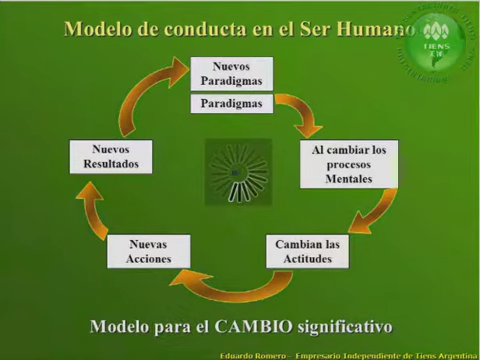 Modelo de conducta en el Ser Humano
TIENS
Nuevos
Paradigmas
Paradigmas
Nuevos
Resultados
Al cambiar los
procesos
Mentales
Nuevas
Acciones
Cambían las
Actitudes
Modelo para el CAMBIO significativo
Eduardo Romero - Empresario Independiente de Tiens Argentina